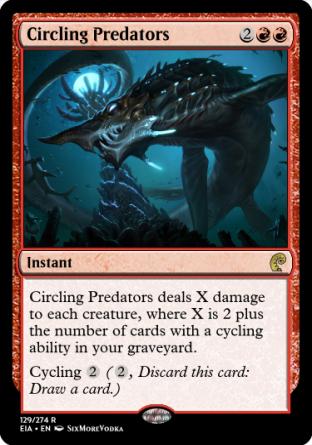 Circling Predators 2
Instant
Circling Predators deals X damage
to each creature, where X is 2 plus
the number of cards with a cycling
ability in your graveyard.
Cycling 2 ( 2, Discard this card:
Draw a card.)
129/274 R
EIA • EN SixMoreVodka